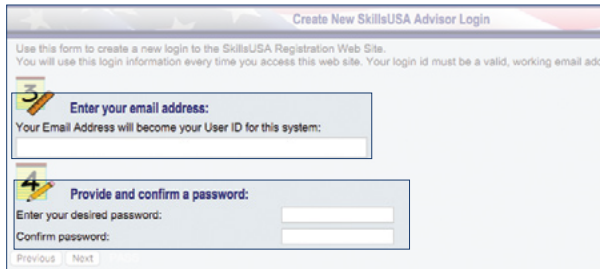 Create New SkillsUSA Advisor Login
Use this form to create a new login to the SkillsUSA Registration Web Site.
You will use this login information every time you access this web site. Your login id must be a valid, working email
3
Enter your email address:
Your Email Address will become your User ID for this system:
4
Provide and confirm a password:
Enter your desired password:
Confirm password:
Previous Next